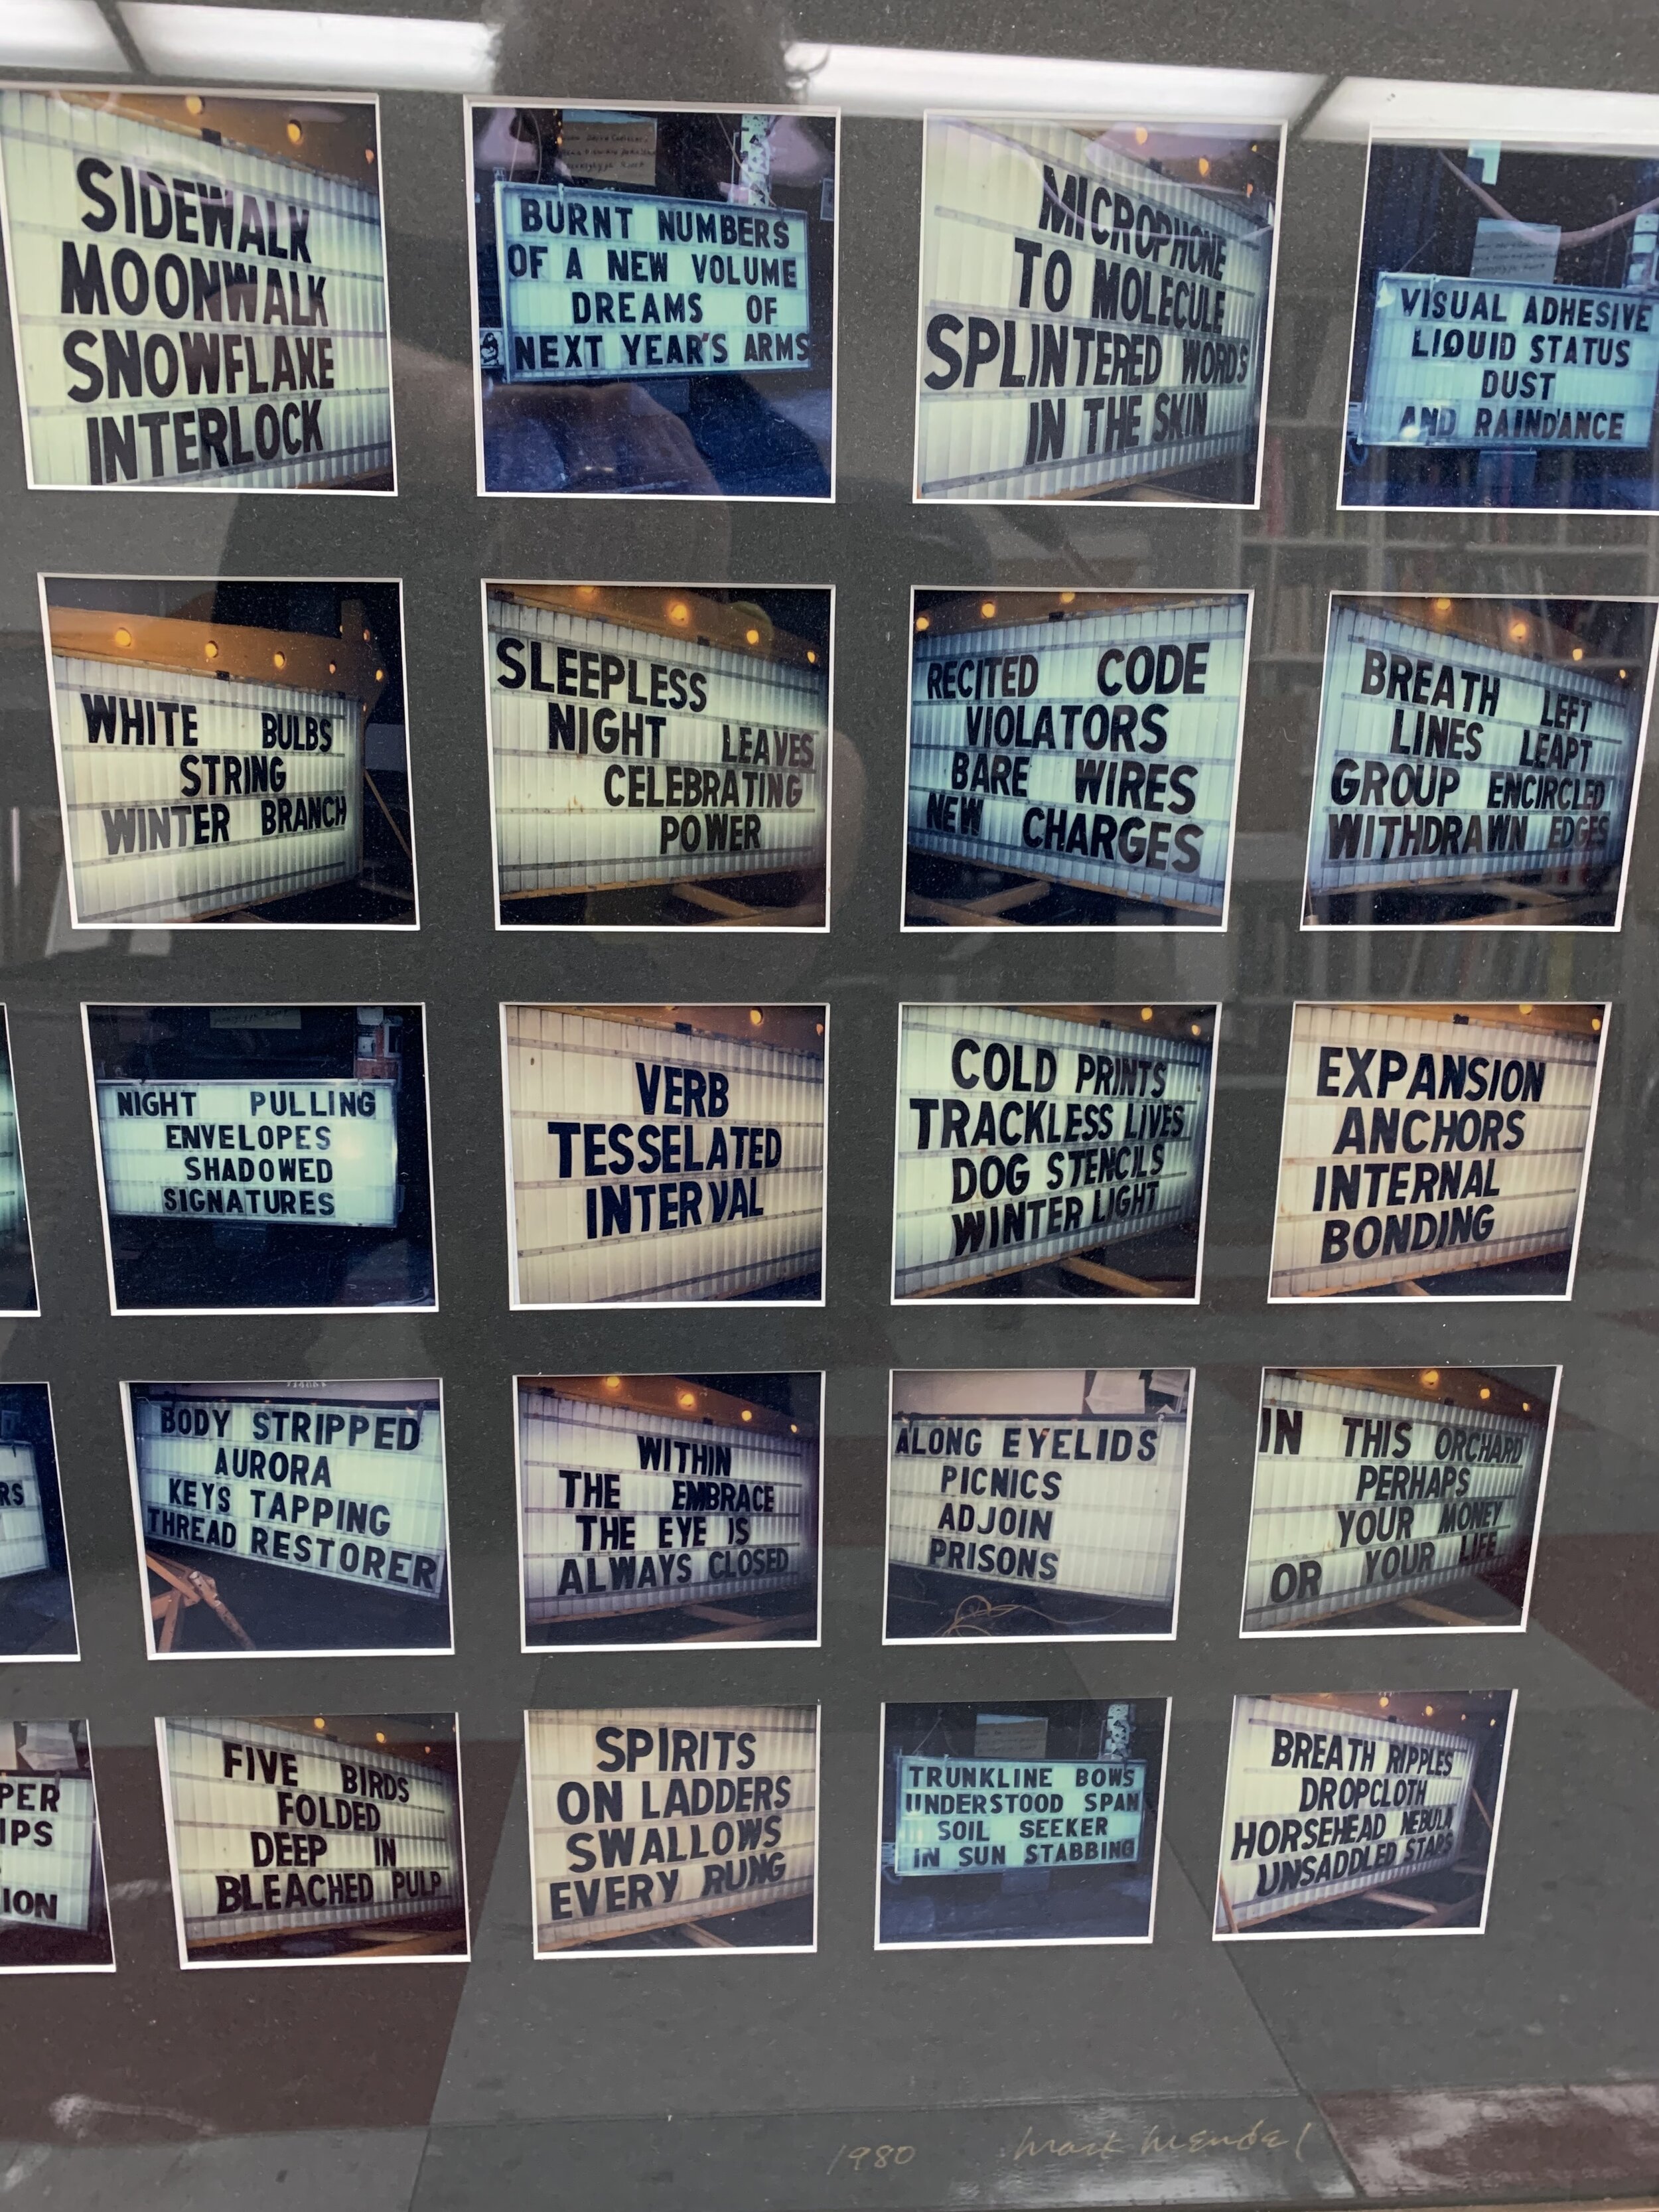 SIDEWALK
MOONWALK
SNOWFLAKE
INTERLOCK
BURNT NUMBERS
OF A NEW VOLUME
DREAMS OF
NEXT YEAR'S ARMS
MICROPHONE
TO MOLECULE
SPLINTERED WORDS
IN THE SKIN
VISUAL ADHESIVE
LIQUID STATUS
DUST
AND RAINDANCE
WHITE BULBS
STRING
WINTER BRANCH
SLEEPLESS
NIGHT LEAVES
CELEBRATING
POWER
RECITED CODE
VIOLATORS
BARE WIRES
NEW CHARGES
BREATH LEFT
LINES LEAPT
GROUP ENCIRCLED
WITHDRAWN EDGES
NIGHT PULLING
ENVELOPES
SHADOWED
SIGNATURES
VERB
TESSELATED
INTERVAL
COLD PRINTS
TRACKLESS LIVES
DOG STENCILS
WINTER LIGHT
EXPANSION
ANCHORS
INTERNAL
BONDING
RS
BODY STRIPPED
AURORA
KEYS TAPPING
THREAD RESTORER
WITHIN
THE EMBRACE
THE EYE IS
ALWAYS CLOSED
ALONG EYELIDS
PICNICS
ADJOIN
PRISONS
IN THIS ORCHARD
PERHAPS
YOUR MONEY
OR YOUR LIFE
PER
IPS
ION
FIVE BIRDS
FOLDED
DEEP IN
BLEACHED PULP
SPIRITS
ON LADDERS
SWALLOWS
EVERY RUNG
TRUNKLINE BOWS
UNDERSTOOD SPAN
SOIL SEEKER
IN SUN STABBING
BREATH RIPPLES
DROPCLOTH
HORSEHEAD NEBULA
UNSADDLED STARS
1980 Mark Mendel